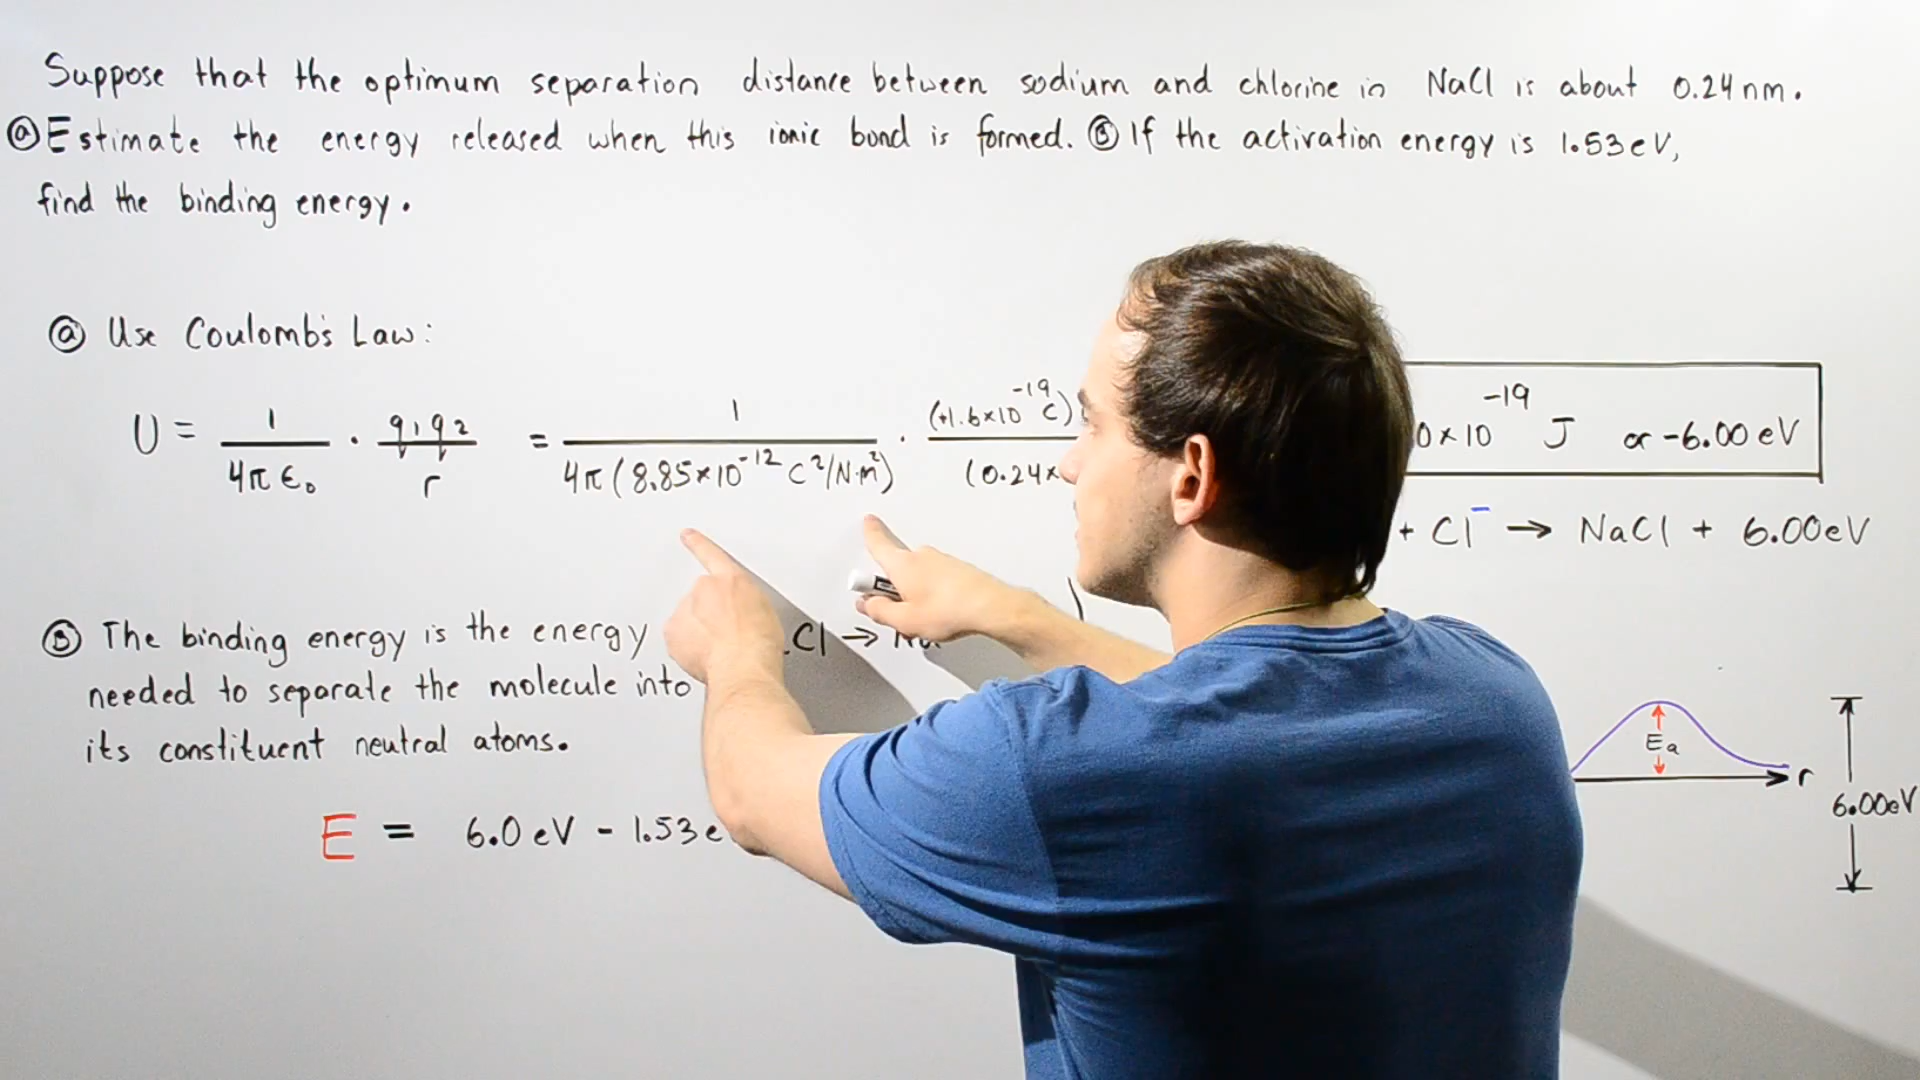 Suppose that the optimum separation distance between sodium and chlorine in NaCl is about 0.24 nm.
ⓐ Estimate the energy released when this ionic bond is formed. Ⓑ If the activation energy is 1.53 eV,
find the binding energy.
ⓐ Use Coulomb's Law:
U = 1/4πϵ₀ · q₁q₂/r = 1/4π(8.85×10⁻¹² C²/N·m²) · (+1.6×10⁻¹⁹ C)/(0.24×
0×10⁻¹⁹ J or -6.00 eV
+ Cl⁻ → NaCl + 6.00eV
Ⓑ The binding energy is the energy
needed to separate the molecule into
its constituent neutral atoms.
Cl → Na
)
Eₐ
r
6.00eV
E = 6.0 eV - 1.53 e